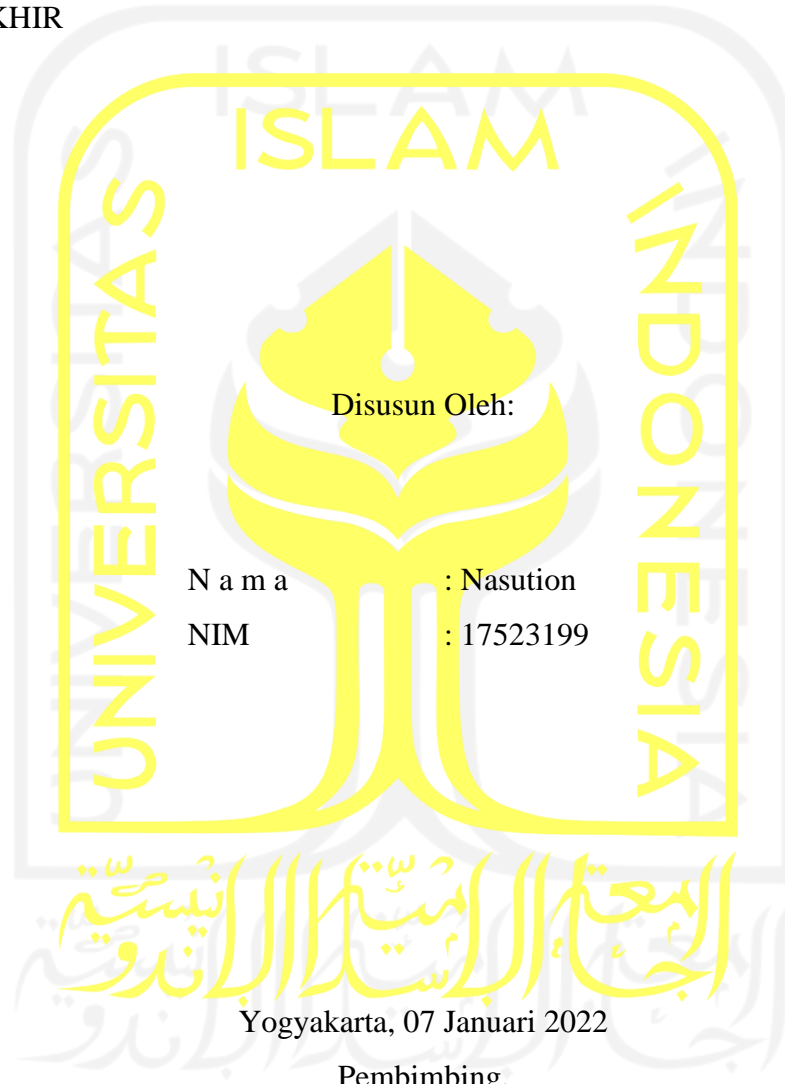 KHIR
ISLAM
UNIVERSITAS
INDONESIA
Disusun Oleh:
N a m a : Nasution
NIM : 17523199
الجامعة الإسلامية الإندونيسية
Yogyakarta, 07 Januari 2022
Pembimbing,